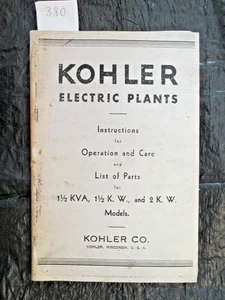 380
KOHLER
ELECTRIC PLANTS
Instructions
for
Operation and Care
and
List of Parts
for
1½ KVA, 1½ K. W., and 2 K. W.
Models.
KOHLER CO.
KOHLER, WISCONSIN, U. S. A.